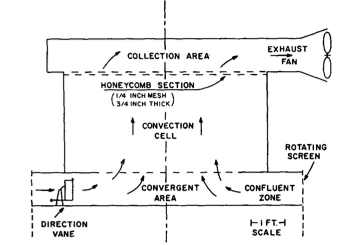 COLLECTION AREA
EXHAUST
FAN
HONEYCOMB SECTION
(1/4 INCH MESH
3/4 INCH THICK)
CONVECTION
CELL
ROTATING
SCREEN
CONVERGENT
AREA
CONFLUENT
ZONE
DIRECTION
VANE
1 FT.
SCALE